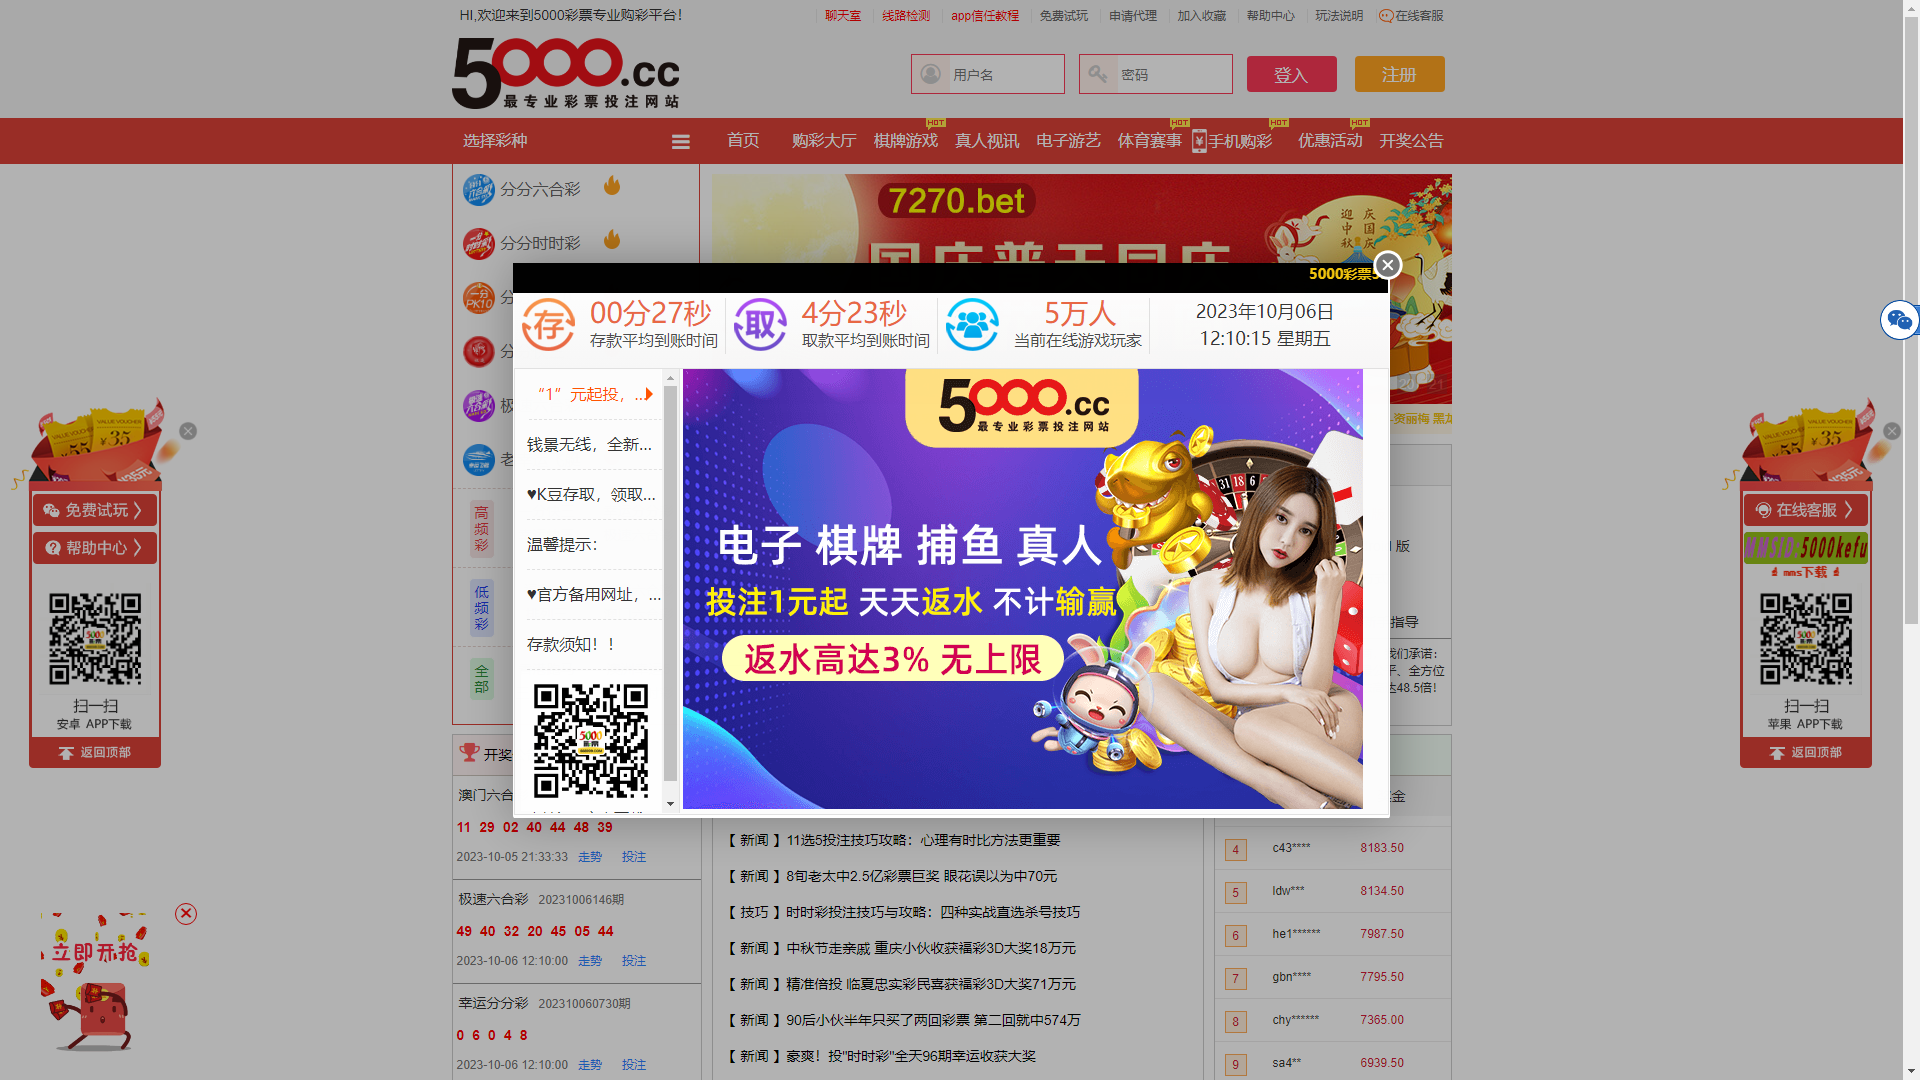 HI,欢迎来到5000彩票专业购彩平台!
聊天室
线路检测
app信任教程
免费试玩
申请代理
加入收藏
帮助中心
玩法说明
在线客服
5000.cc
最专业彩票投注网站
用户名
密码
登入
注册
选择彩种
首页
购彩大厅
棋牌游戏
HOT
真人视讯
电子游艺
体育赛事
HOT
手机购彩
HOT
优惠活动
HOT
开奖公告
分分六合彩
分分时时彩
7270.bet
5000彩票5
存
00分27秒
存款平均到账时间
取
4分23秒
取款平均到账时间
5万人
当前在线游戏玩家
2023年10月06日
12:10:15 星期五
“1”元起投，...
钱景无线，全新...
♥K豆存取，领取...
温馨提示：
♥官方备用网址，...
存款须知！！
5000.cc
最专业彩票投注网站
电子 棋牌 捕鱼 真人
投注1元起 天天返水 不计输赢
返水高达3% 无上限
高频彩
低频彩
全部
免费试玩
帮助中心
扫一扫
安卓 APP下载
返回顶部
在线客服
MMSID:5000kefu
mms下载
扫一扫
苹果 APP下载
返回顶部
立即开抢
开奖
澳门六合
11 29 02 40 44 48 39
2023-10-05 21:33:33 走势 投注
极速六合彩 20231006146期
49 40 32 20 45 05 44
2023-10-06 12:10:00 走势 投注
幸运分分彩 202310060730期
0 6 0 4 8
2023-10-06 12:10:00 走势 投注
【 新闻 】11选5投注技巧攻略：心理有时比方法更重要
【 新闻 】8旬老太中2.5亿彩票巨奖 眼花误以为中70元
【 技巧 】时时彩投注技巧与攻略：四种实战直选杀号技巧
【 新闻 】中秋节走亲戚 重庆小伙收获福彩3D大奖18万元
【 新闻 】精准倍投 临夏忠实彩民喜获福彩3D大奖71万元
【 新闻 】90后小伙半年只买了两回彩票 第二回就中574万
【 新闻 】豪爽！投"时时彩"全天96期幸运收获大奖
版
指导
我们承诺：
平、全方位
达48.5倍！
金
4 c43**** 8183.50
5 ldw*** 8134.50
6 he1****** 7987.50
7 gbn**** 7795.50
8 chy****** 7365.00
9 sa4** 6939.50